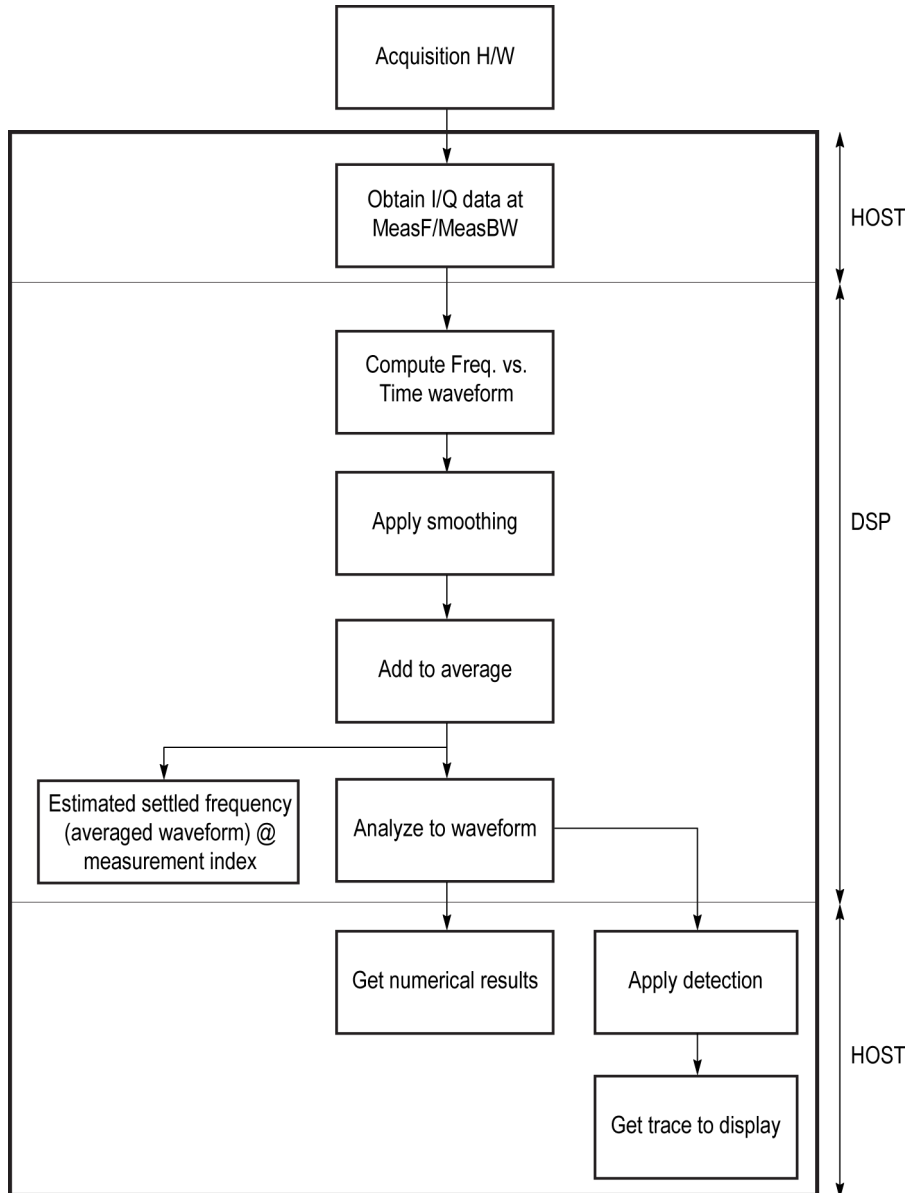 Acquisition H/W
Obtain I/Q data at
MeasF/MeasBW
HOST
Compute Freq. vs.
Time waveform
Apply smoothing
DSP
Add to average
Estimated settled frequency
(averaged waveform) @
measurement index
Analyze to waveform
Get numerical results
Apply detection
HOST
Get trace to display